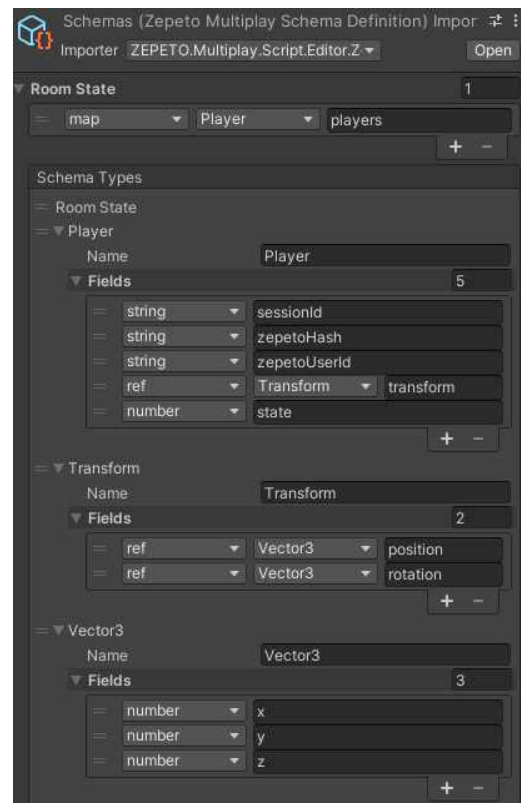 Schemas (Zepeto Multiplay Schema Definition) Impor
Importer ZEPETO.Multiplay.Script.Editor.Z
Open
Room State 1
map Player players
+ -
Schema Types
Room State
Player
Name Player
Fields 5
string sessionId
string zepetoHash
string zepetoUserId
ref Transform transform
number state
+ -
Transform
Name Transform
Fields 2
ref Vector3 position
ref Vector3 rotation
+ -
Vector3
Name Vector3
Fields 3
number x
number y
number z
+ -